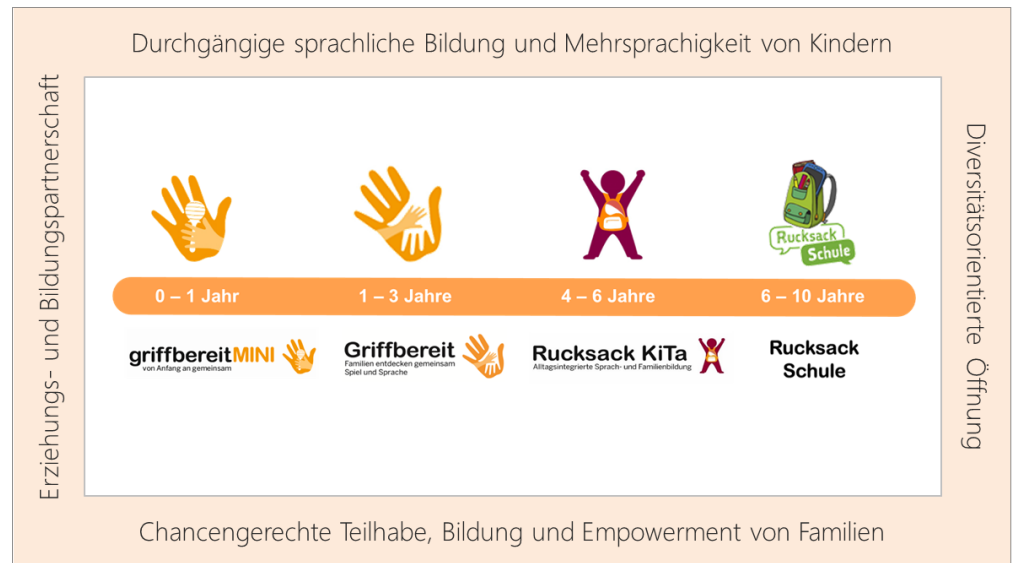 Durchgängige sprachliche Bildung und Mehrsprachigkeit von Kindern
Erziehungs- und Bildungspartnerschaft
Diversitätsorientierte Öffnung
Rucksack
Schule
0 – 1 Jahr
1 – 3 Jahre
4 – 6 Jahre
6 – 10 Jahre
griffbereitMINI
von Anfang an gemeinsam
Griffbereit
Familien entdecken gemeinsam
Spiel und Sprache
Rucksack KiTa
Alltagsintegrierte Sprach- und Familienbildung
Rucksack
Schule
Chancengerechte Teilhabe, Bildung und Empowerment von Familien